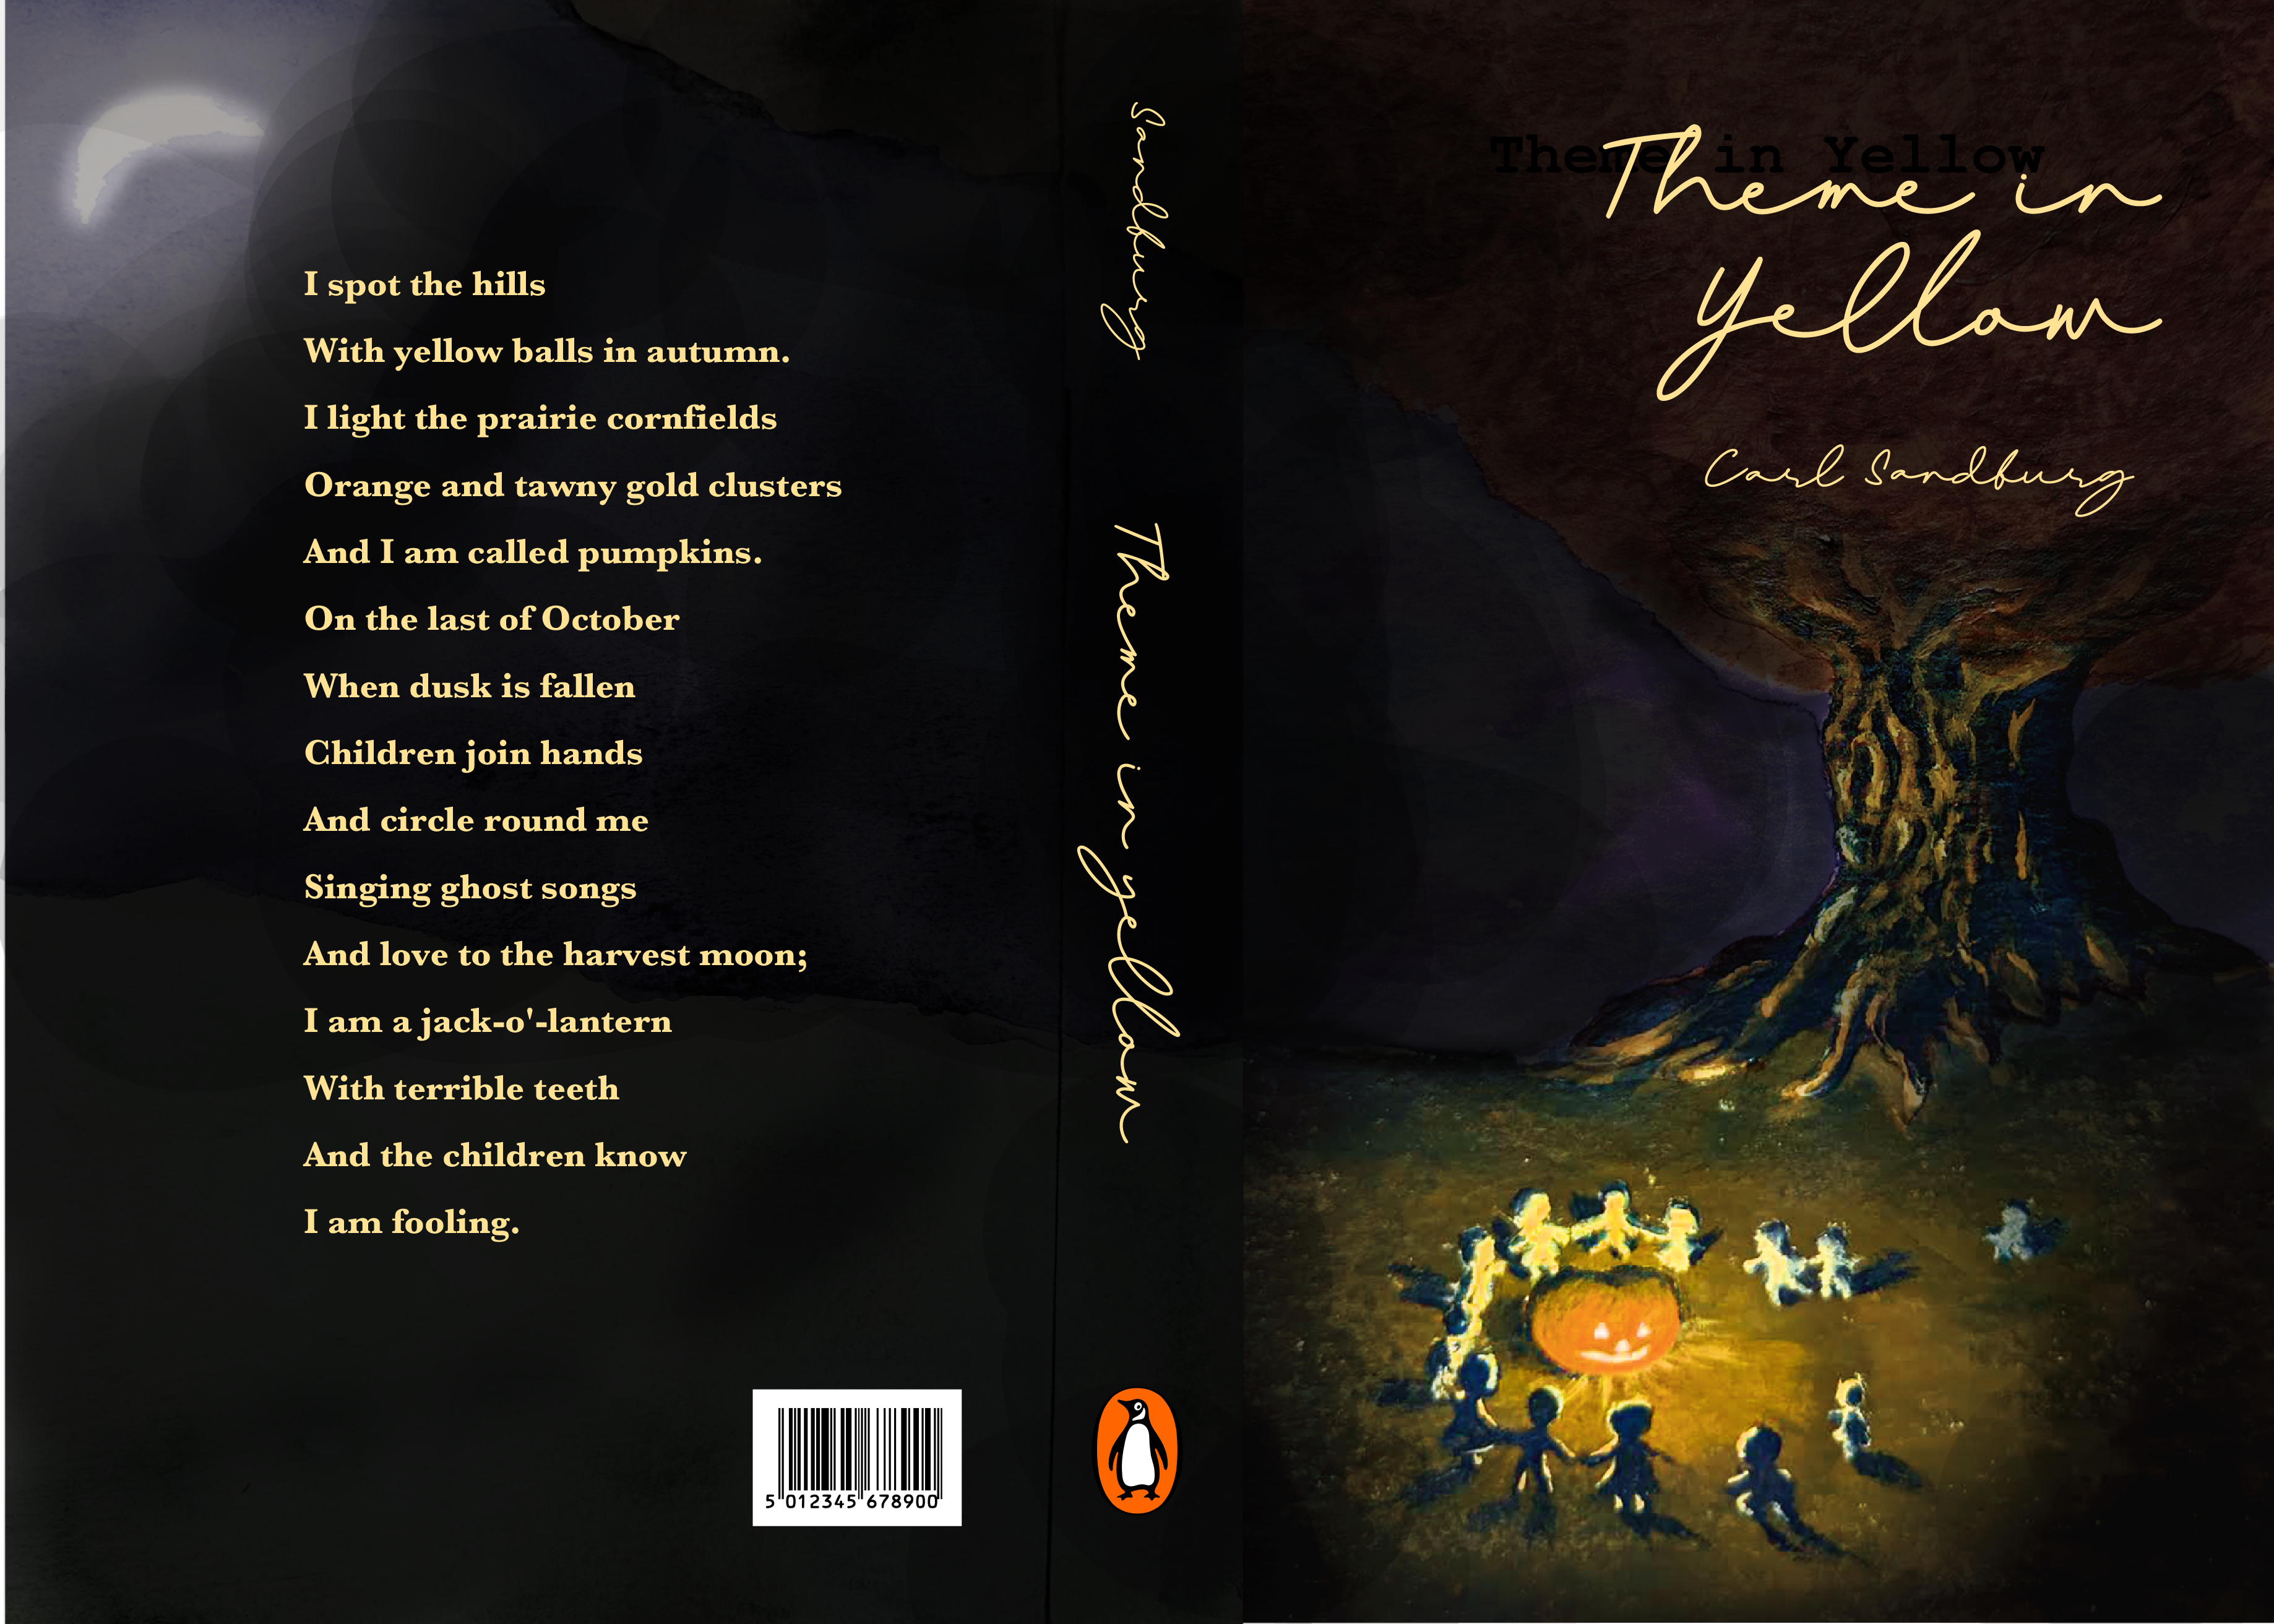 I spot the hills
With yellow balls in autumn.
I light the prairie cornfields
Orange and tawny gold clusters
And I am called pumpkins.
On the last of October
When dusk is fallen
Children join hands
And circle round me
Singing ghost songs
And love to the harvest moon;
I am a jack-o'-lantern
With terrible teeth
And the children know
I am fooling.
5 012345 678900
Sandburg
Theme in yellow
Theme in Yellow
Theme in
yellow
Carl Sandburg